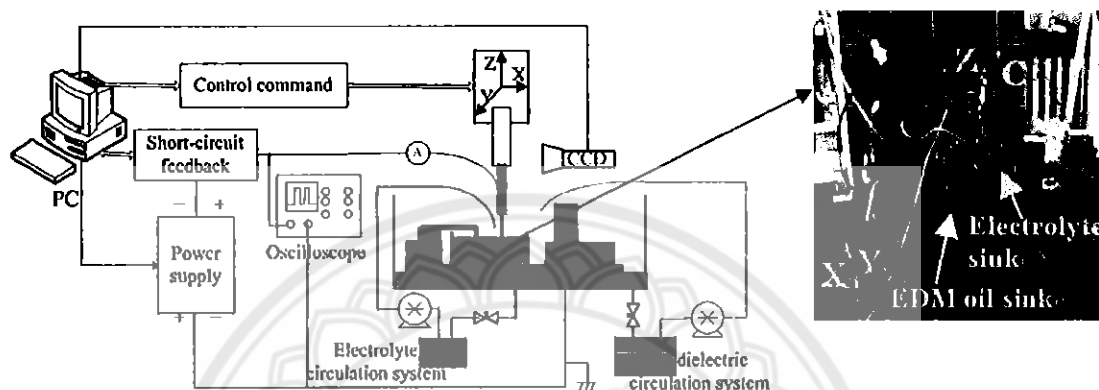 Control command
Z
X
Y
Short-circuit
feedback
A
CCD
PC
- +
Power
supply
+ -
Oscilloscope
Electrolyte
circulation system
dielectric
circulation system
Z
C
Electrolyte
sink
X
Y
EDM oil sink